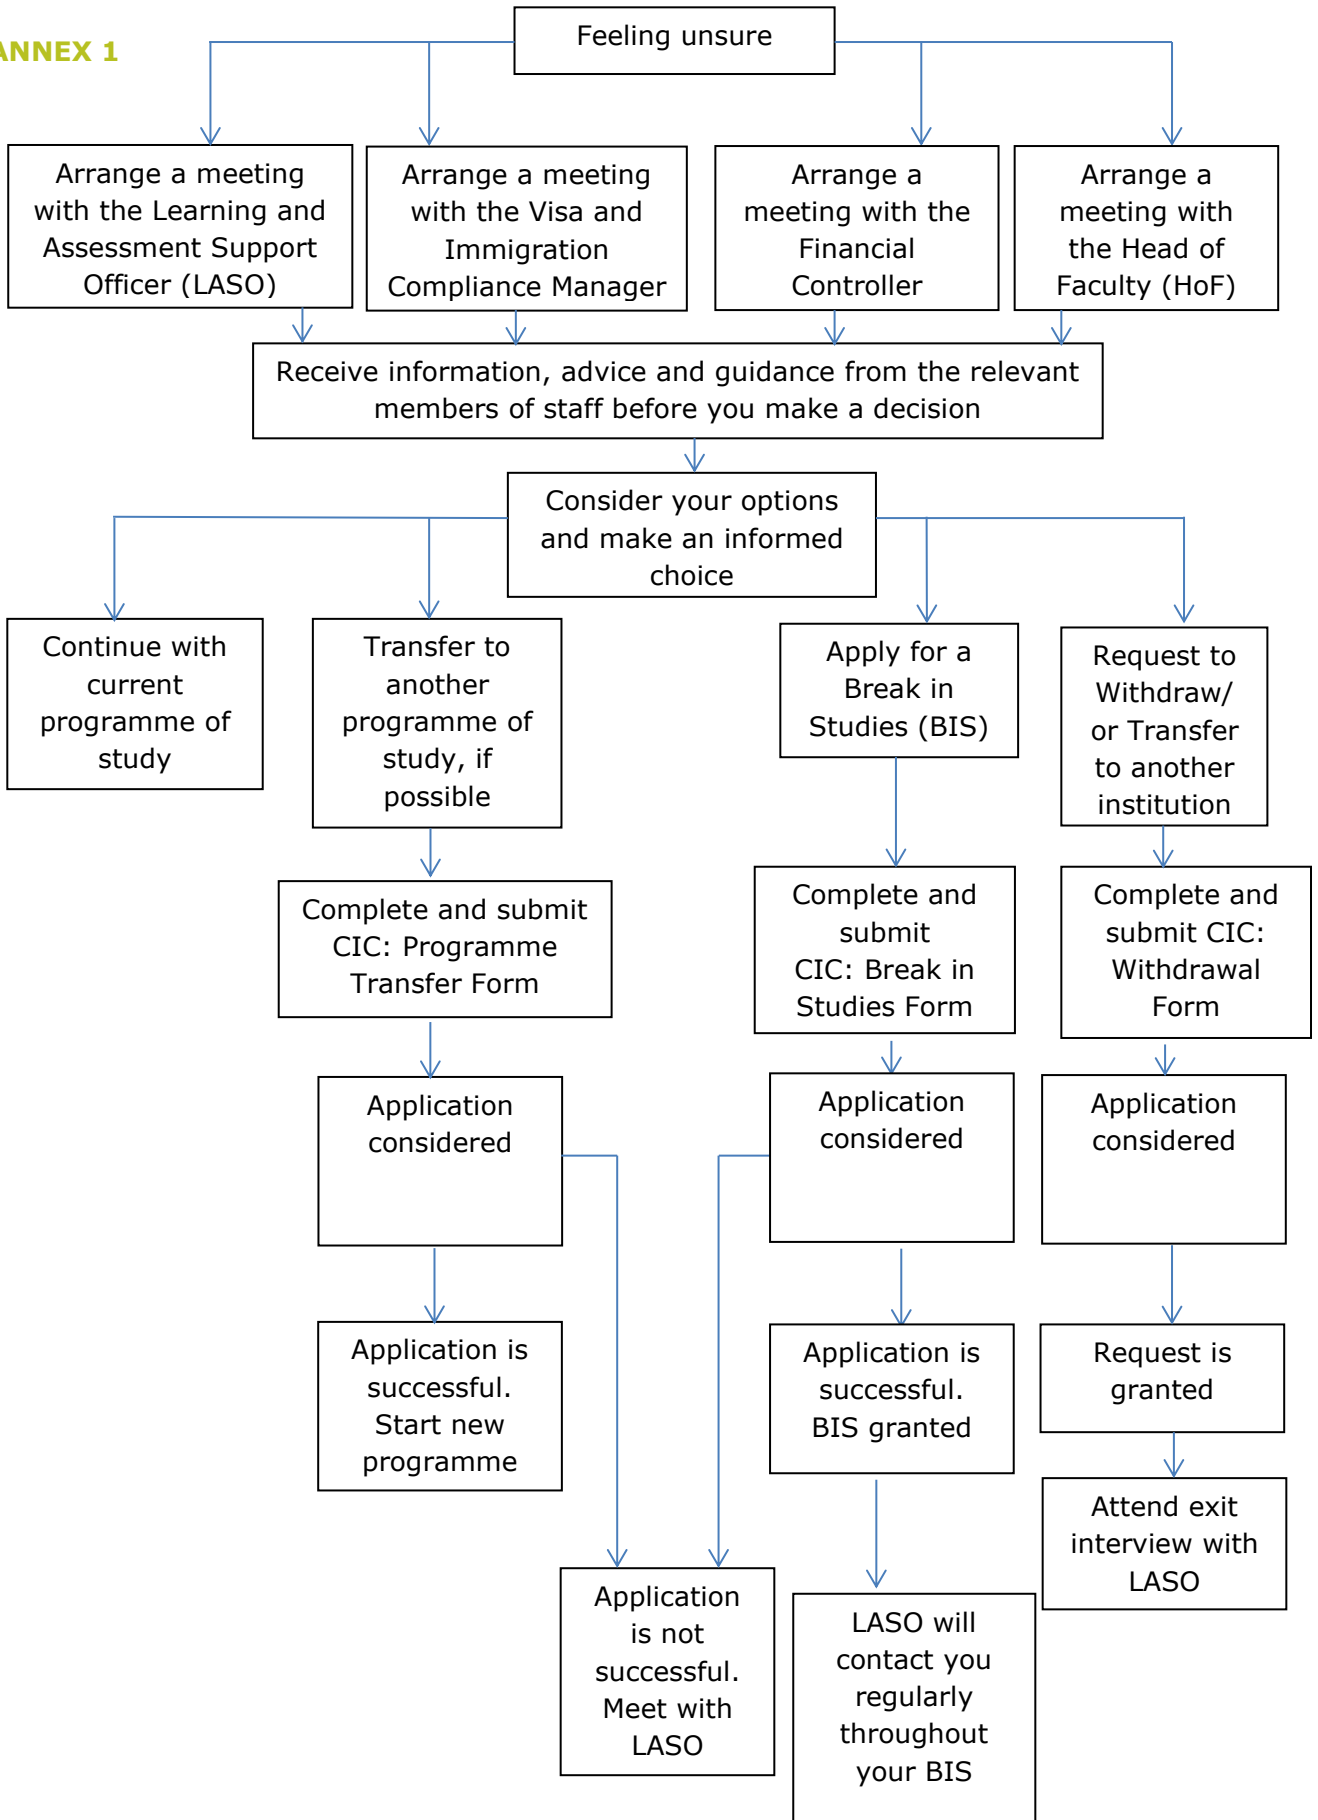 ANNEX 1
Feeling unsure
Arrange a meeting
with the Learning and
Assessment Support
Officer (LASO)
Arrange a meeting
with the Visa and
Immigration
Compliance Manager
Arrange a
meeting with the
Financial
Controller
Arrange a
meeting with
the Head of
Faculty (HoF)
Receive information, advice and guidance from the relevant
members of staff before you make a decision
Consider your options
and make an informed
choice
Continue with
current
programme of
study
Transfer to
another
programme of
study, if
possible
Apply for a
Break in
Studies (BIS)
Request to
Withdraw/
or Transfer
to another
institution
Complete and submit
CIC: Programme
Transfer Form
Complete and
submit
CIC: Break in
Studies Form
Complete and
submit CIC:
Withdrawal
Form
Application
considered
Application
considered
Application
considered
Application is
successful.
Start new
programme
Application is
successful.
BIS granted
Request is
granted
Attend exit
interview with
LASO
Application
is not
successful.
Meet with
LASO
LASO will
contact you
regularly
throughout
your BIS